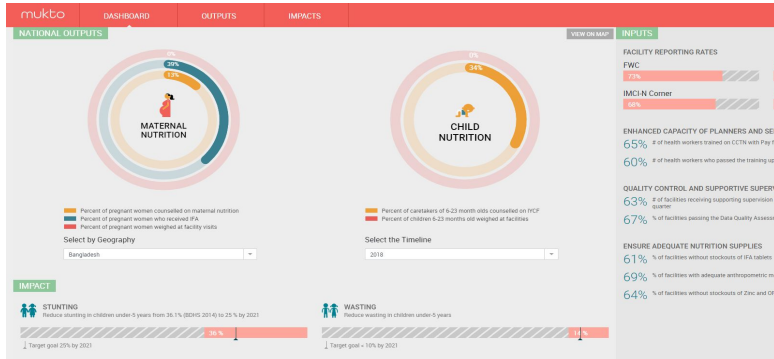 mukto DASHBOARD OUTPUTS IMPACTS
NATIONAL OUTPUTS
VIEW ON MAP
0%
39%
13%
MATERNAL
NUTRITION
Percent of pregnant women counselled on maternal nutrition
Percent of pregnant women who received IFA
Percent of pregnant women weighed at facility visits
Select by Geography
Bangladesh
0%
34%
CHILD
NUTRITION
Percent of caretakers of 6-23 month olds counselled on IYCF
Percent of children 6-23 months old weighed at facilities
Select the Timeline
2018
IMPACT
STUNTING
Reduce stunting in children under-5 years from 36.1% (BDHS 2014) to 25 % by 2021
36 %
Target goal 25% by 2021
WASTING
Reduce wasting in children under-5 years
Target goal < 10% by 2021
INPUTS
FACILITY REPORTING RATES
FWC
73%
IMCI-N Corner
68%
ENHANCED CAPACITY OF PLANNERS AND SE
65% # of health workers trained on CCTN with Pay f
60% # of health workers who passed the training up
QUALITY CONTROL AND SUPPORTIVE SUPER
63% # of facilities receiving supporting supervision
quarter
67% % of facilities passing the Data Quality Assess
ENSURE ADEQUATE NUTRITION SUPPLIES
61% % of facilities without stockouts of IFA tablets
69% % of facilities with adequate anthropometric m
64% % of facilities without stockouts of Zinc and OR